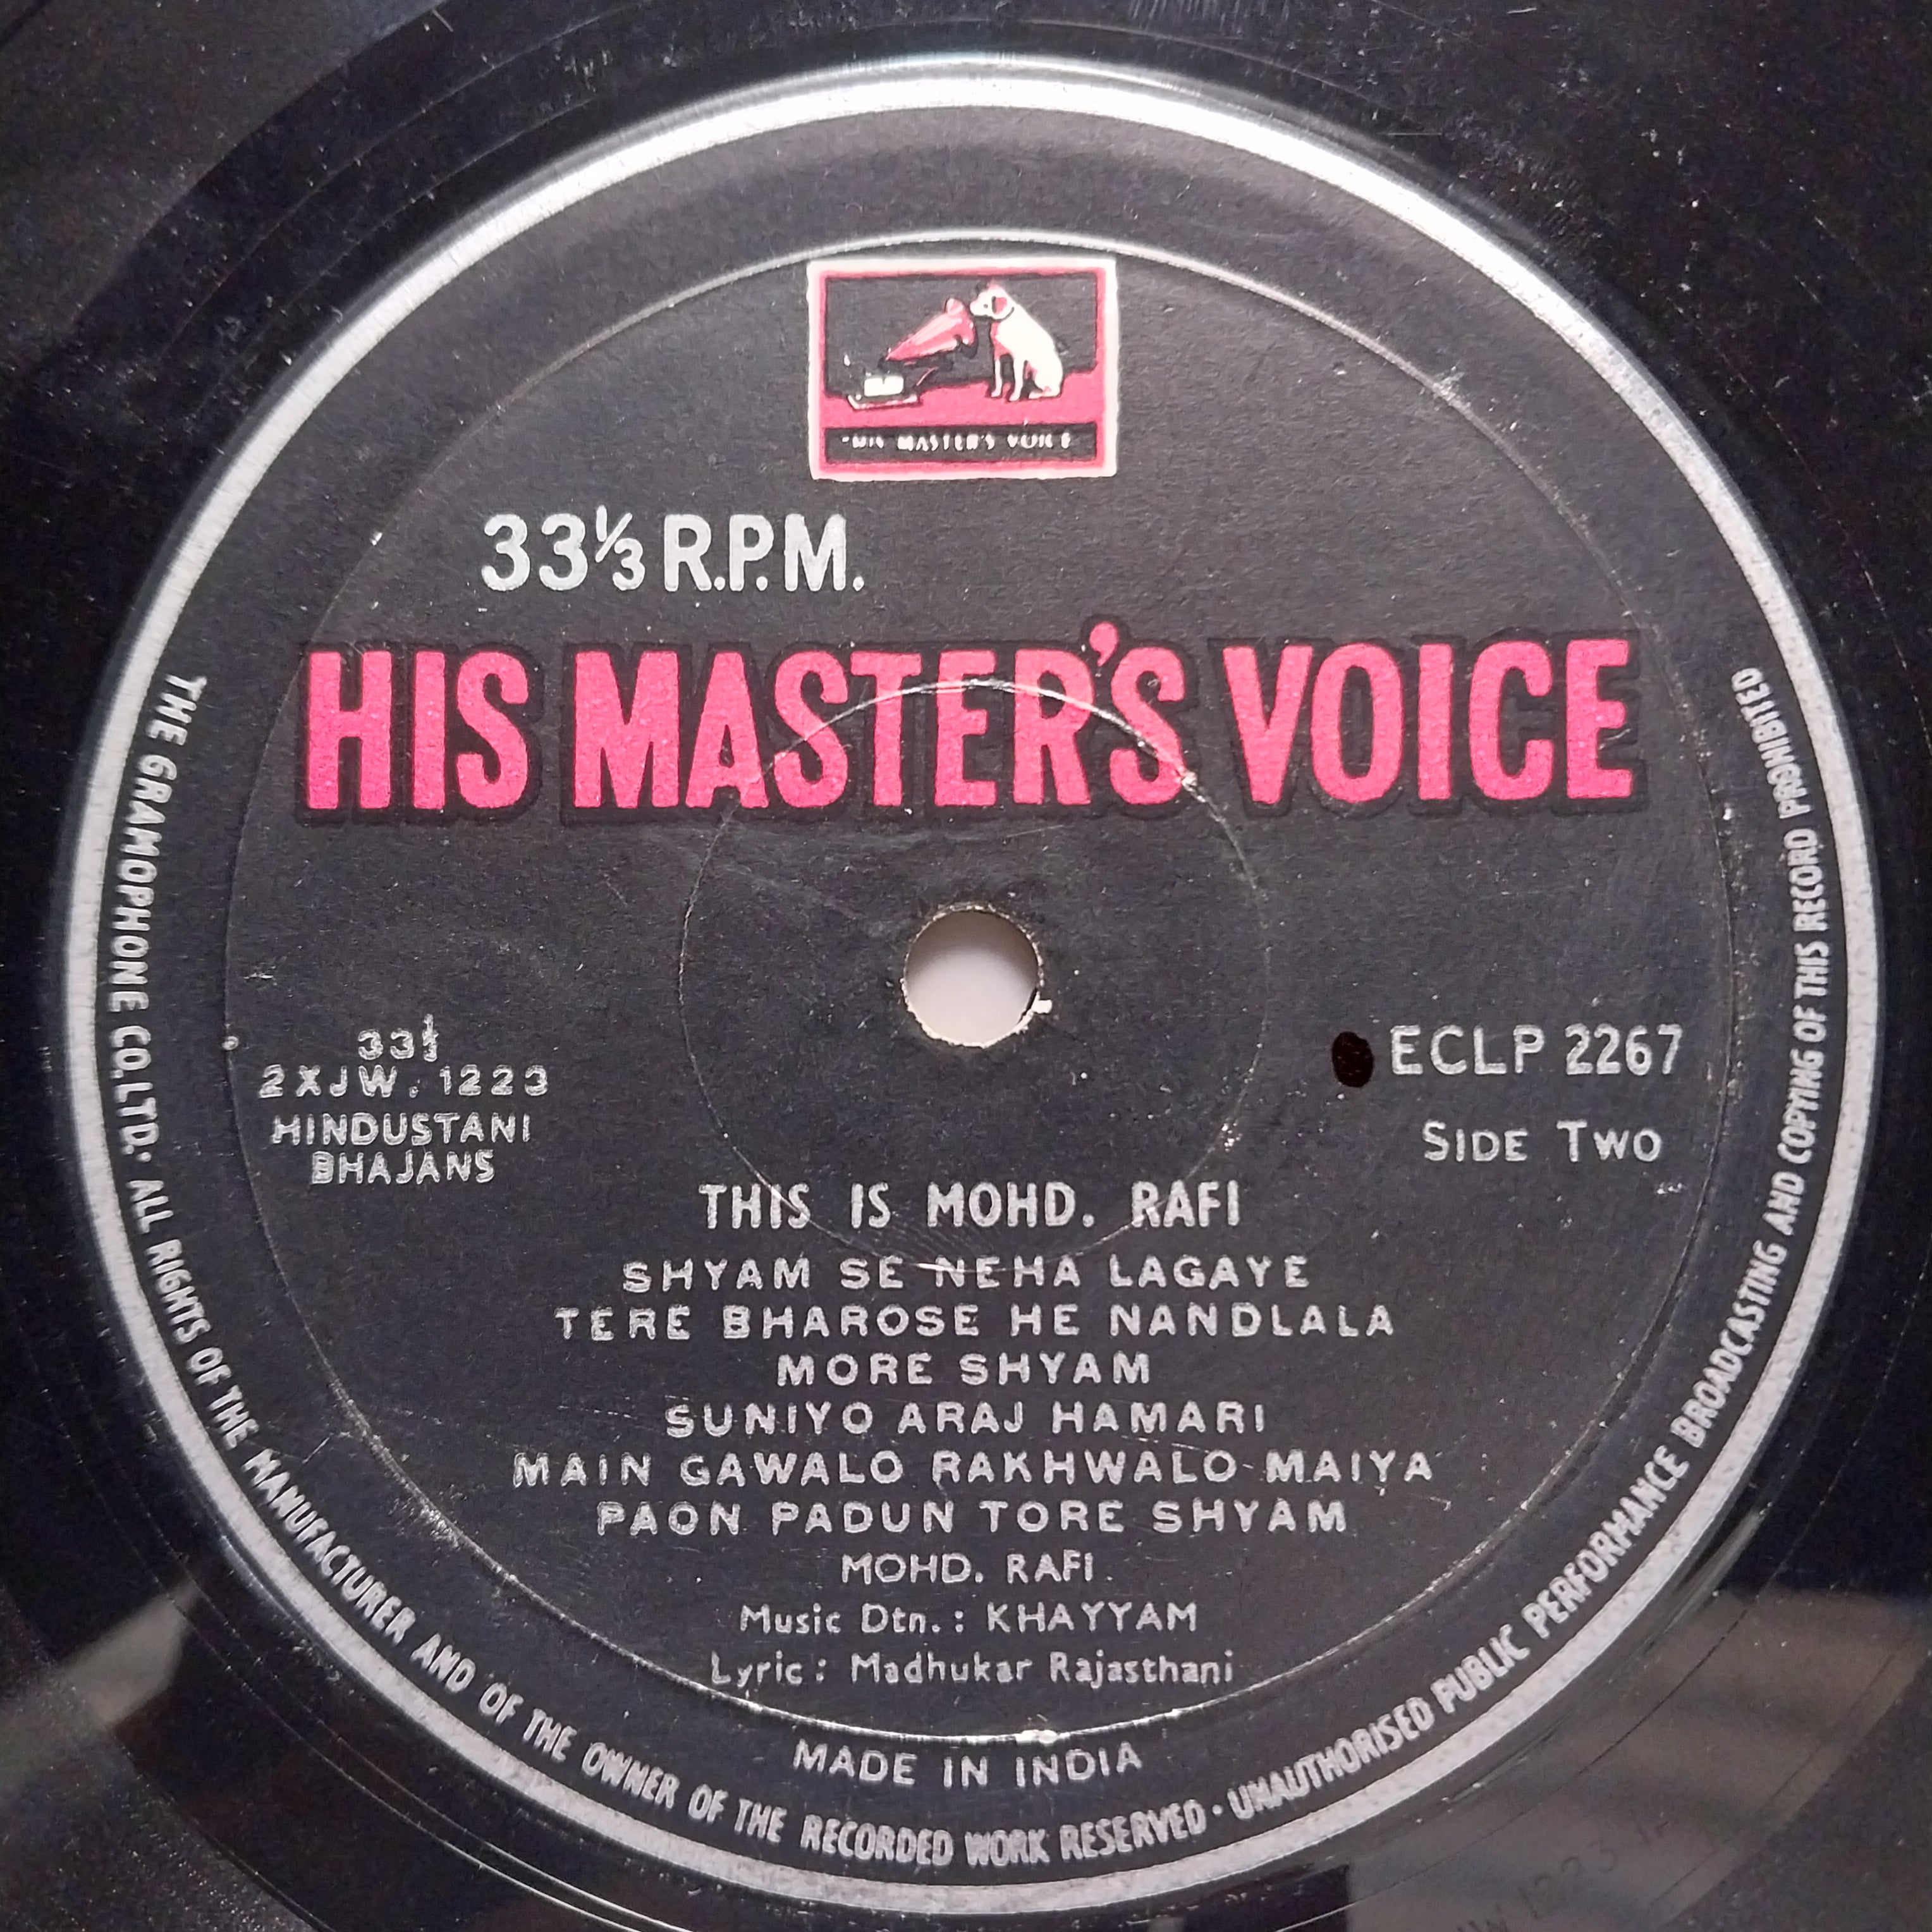 "HIS MASTER'S VOICE"
33⅓ R.P.M.
HIS MASTER'S VOICE
33⅓
2XJW. 1223
HINDUSTANI
BHAJANS
ECLP 2267
SIDE TWO
THIS IS MOHD. RAFI
SHYAM SE NEHA LAGAYE
TERE BHAROSE HE NANDLALA
MORE SHYAM
SUNIYO ARAJ HAMARI
MAIN GAWALO RAKHWALO MAIYA
PAON PADUN TORE SHYAM
MOHD. RAFI
Music Dtn.: KHAYYAM
Lyric: Madhukar Rajasthani
MADE IN INDIA
THE GRAMOPHONE CO. LTD. · ALL RIGHTS OF THE MANUFACTURER AND OF THE OWNER OF THE RECORDED WORK RESERVED · UNAUTHORISED PUBLIC PERFORMANCE BROADCASTING AND COPYING OF THIS RECORD PROHIBITED